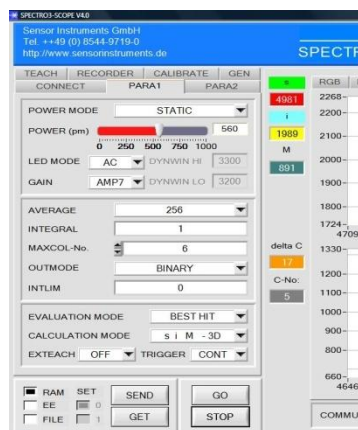 SPECTRO3-SCOPE V4.0
Sensor Instruments GmbH
Tel. ++49 (0) 8544-9719-0
http://www.sensorinstruments.de
SPECTR
TEACH RECORDER CALIBRATE GEN
CONNECT PARA1 PARA2
POWER MODE STATIC
POWER (pm) 560
0 250 500 750 1000
LED MODE AC DYNWIN HI 3300
GAIN AMP7 DYNWIN LO 3200
AVERAGE 256
INTEGRAL 1
MAXCOL-No. 6
OUTMODE BINARY
INTLIM 0
EVALUATION MODE BEST HIT
CALCULATION MODE s i M - 3D
EXTEACH OFF TRIGGER CONT
RAM SET SEND GO
EE 0
FILE 1 GET STOP
s
4981
i
1989
M
891
delta C
17
C-No:
5
RGB
2268-
2200-
2100-
2000-
1900-
1800-
1724-
4709
1330-
1200-
1100-
1000-
900-
800-
660-
4646
COMMU